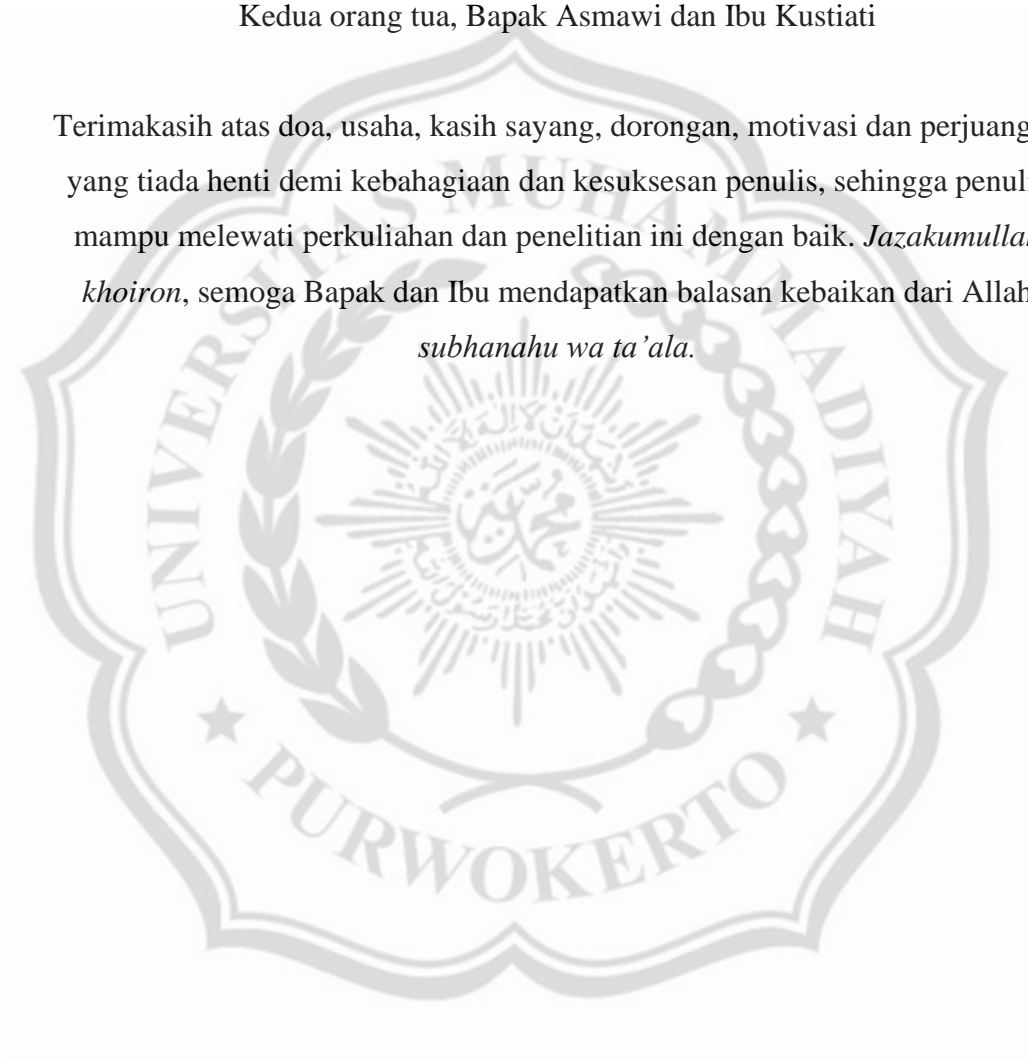 Kedua orang tua, Bapak Asmawi dan Ibu Kustiati
Terimakasih atas doa, usaha, kasih sayang, dorongan, motivasi dan perjuang
yang tiada henti demi kebahagiaan dan kesuksesan penulis, sehingga penuli
mampu melewati perkuliahan dan penelitian ini dengan baik. Jazakumulla
khoiron, semoga Bapak dan Ibu mendapatkan balasan kebaikan dari Allah
subhanahu wa ta’ala.
UNIVERSITAS MUHAMMADIYAH
PURWOKERTO